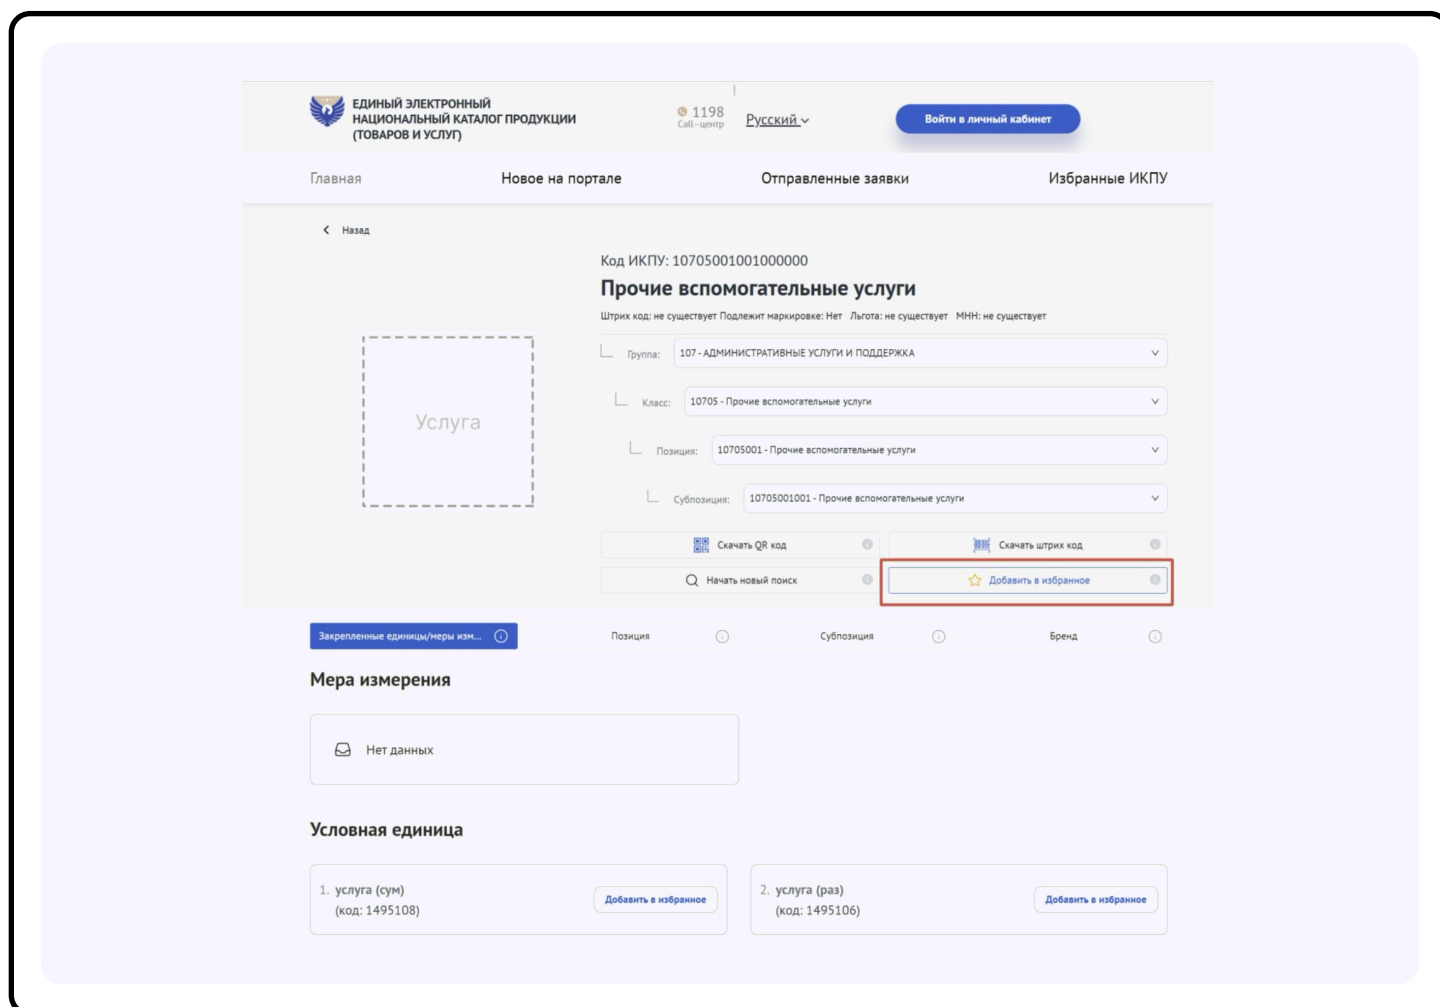 ЕДИНЫЙ ЭЛЕКТРОННЫЙ
НАЦИОНАЛЬНЫЙ КАТАЛОГ ПРОДУКЦИИ
(ТОВАРОВ И УСЛУГ)
1198
Call-центр
Русский
Войти в личный кабинет
Главная
Новое на портале
Отправленные заявки
Избранные ИКПУ
Назад
Код ИКПУ: 10705001001000000
Прочие вспомогательные услуги
Штрих код: не существует Подлежит маркировке: Нет Льгота: не существует МНН: не существует
Услуга
Группа: 107 - АДМИНИСТРАТИВНЫЕ УСЛУГИ И ПОДДЕРЖКА
Класс: 10705 - Прочие вспомогательные услуги
Позиция: 10705001 - Прочие вспомогательные услуги
Субпозиция: 10705001001 - Прочие вспомогательные услуги
Скачать QR код
Скачать штрих код
Начать новый поиск
Добавить в избранное
Закрепленные единицы/меры изм...
Позиция
Субпозиция
Бренд
Мера измерения
Нет данных
Условная единица
1. услуга (сум)
(код: 1495108)
Добавить в избранное
2. услуга (раз)
(код: 1495106)
Добавить в избранное